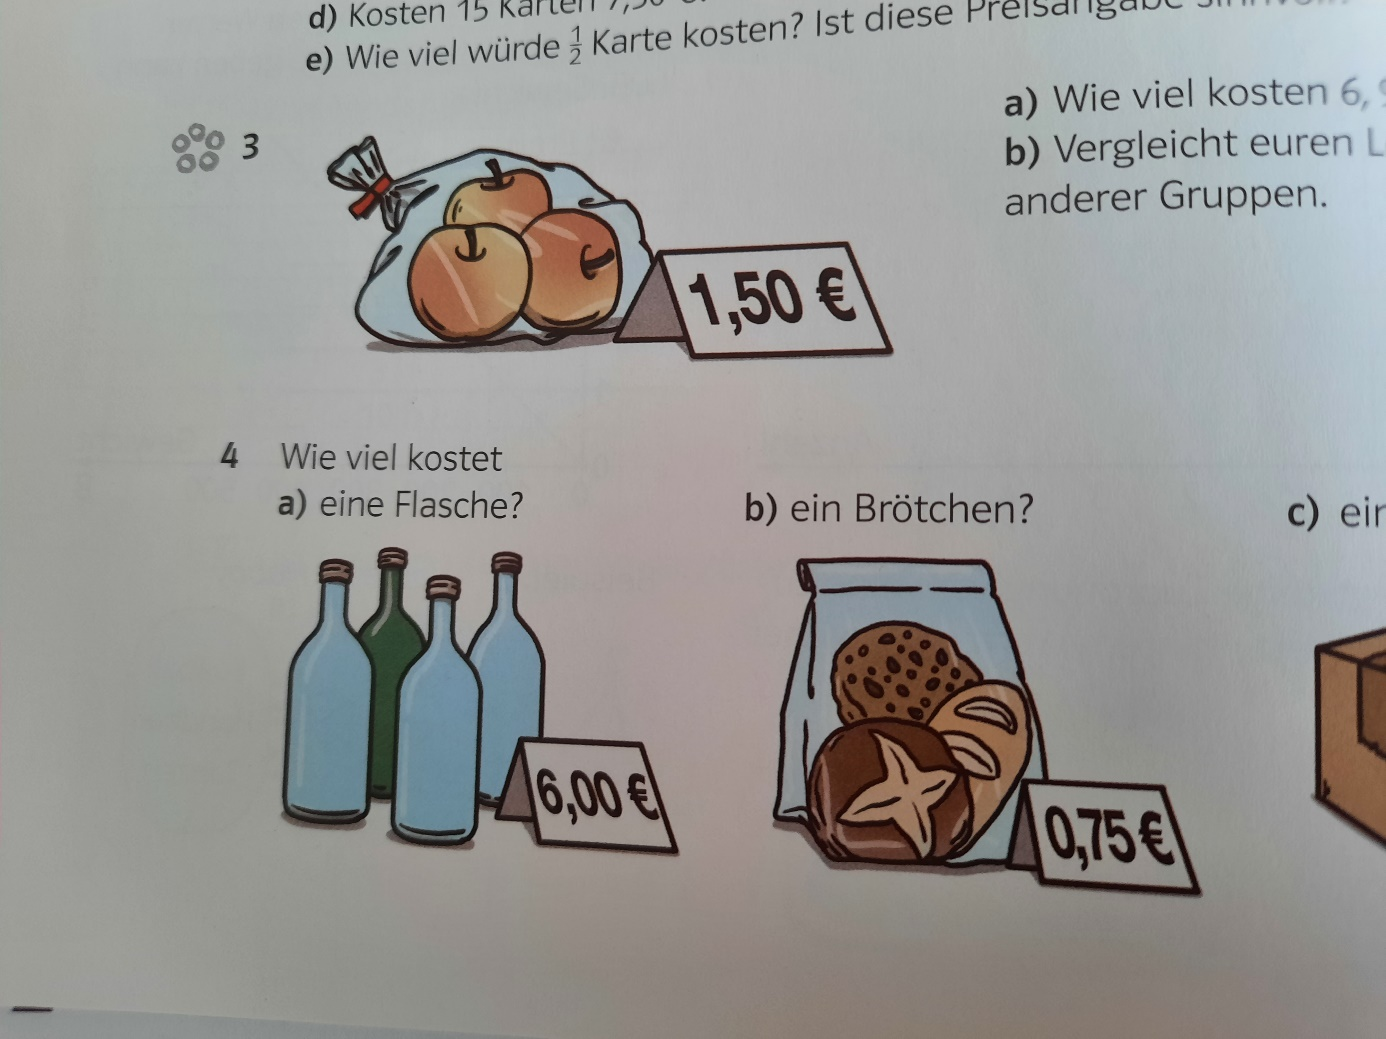 d) Kosten 15 Karten
e) Wie viel würde ½ Karte kosten? Ist diese Preisangabe
3
a) Wie viel kosten 6,
b) Vergleicht euren
anderer Gruppen.
1,50 €
4 Wie viel kostet
a) eine Flasche?
b) ein Brötchen?
c)
6,00 €
0,75 €